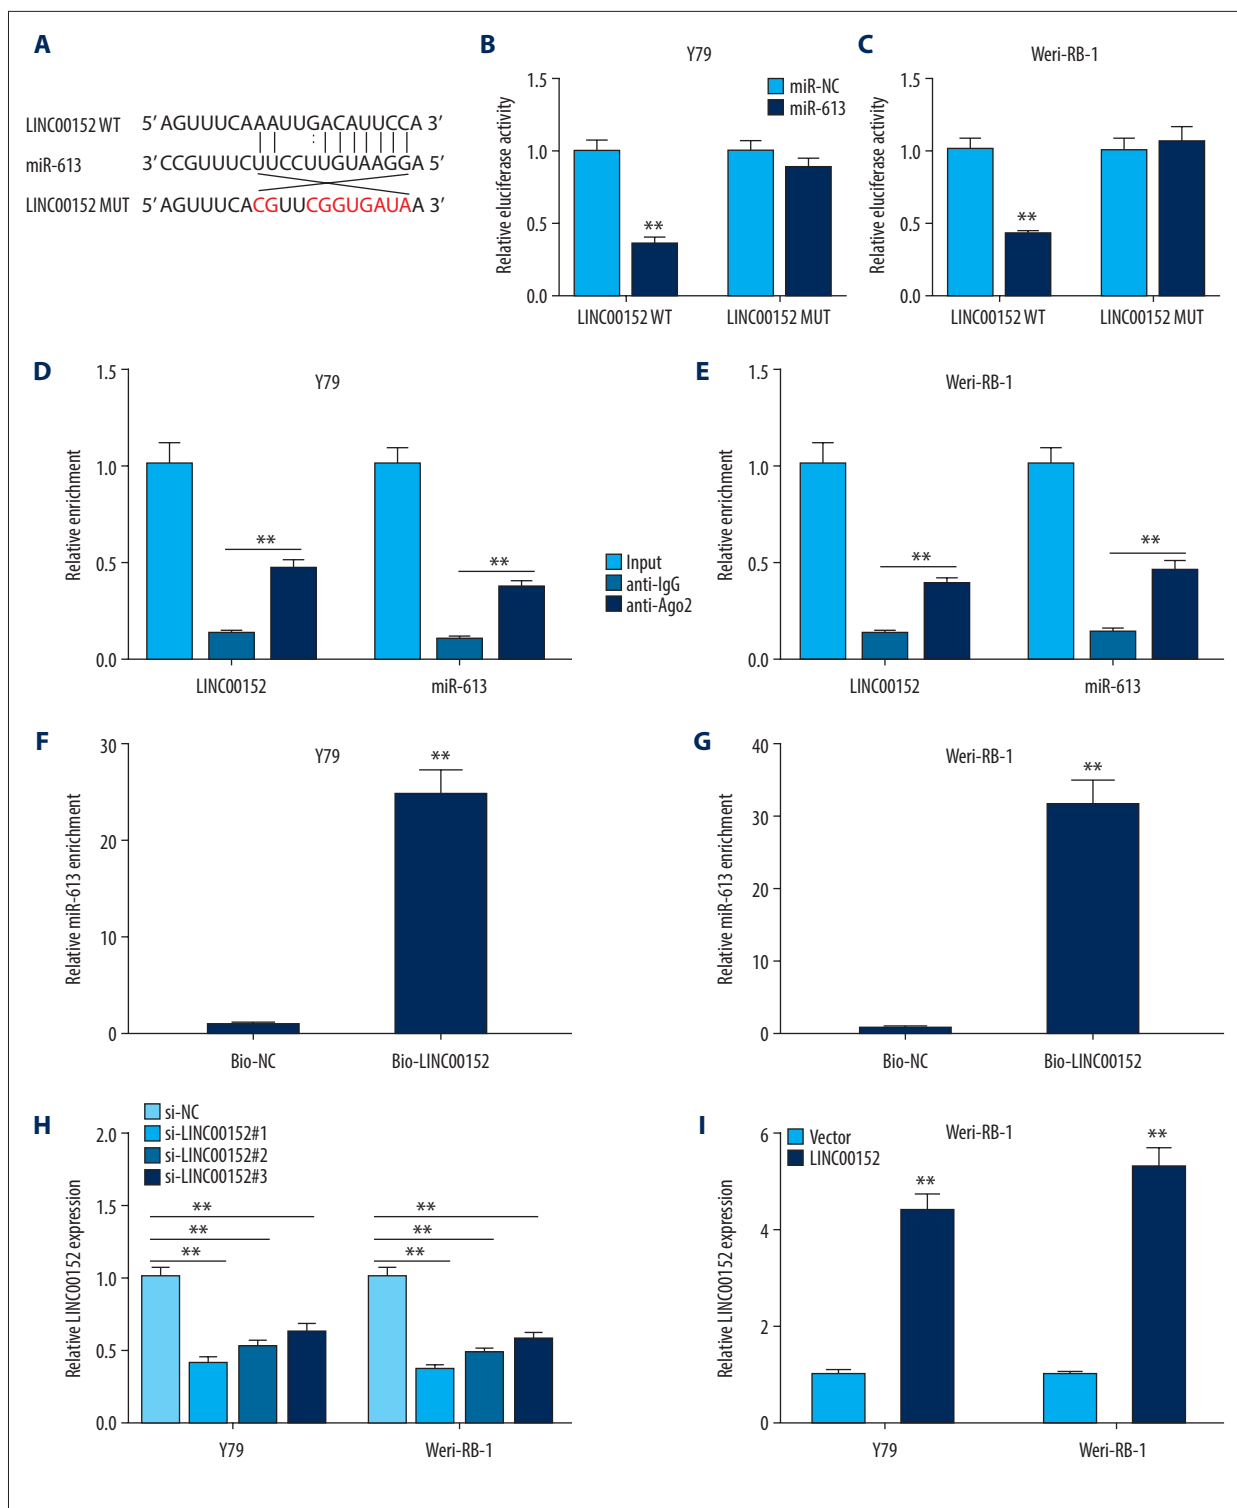 A
LINC00152 WT 5' AGUUUCAAAUUGACAUUCCA 3'
miR-613 3' CCGUUUCUUCCUUGUAAGGA 5'
LINC00152 MUT 5' AGUUUCACGUUCGGUGAUAA 3'
B
Y79
miR-NC
miR-613
Relative eluciferase activity
1.5
1.0
0.5
0.0
**
LINC00152 WT
LINC00152 MUT
C
Weri-RB-1
Relative eluciferase activity
1.5
1.0
0.5
0.0
**
LINC00152 WT
LINC00152 MUT
D
Y79
Relative enrichment
1.5
1.0
0.5
0.0
**
**
LINC00152
miR-613
Input
anti-IgG
anti-Ago2
E
Weri-RB-1
Relative enrichment
1.5
1.0
0.5
0.0
**
**
LINC00152
miR-613
F
Y79
Relative miR-613 enrichment
30
20
10
0
**
Bio-NC
Bio-LINC00152
G
Weri-RB-1
Relative miR-613 enrichment
40
30
20
10
0
**
Bio-NC
Bio-LINC00152
H
si-NC
si-LINC00152#1
si-LINC00152#2
si-LINC00152#3
Relative LINC00152 expression
2.0
1.5
1.0
0.5
0.0
**
**
**
**
**
**
Y79
Weri-RB-1
I
Weri-RB-1
Vector
LINC00152
Relative LINC00152 expression
6
4
2
0
**
**
Y79
Weri-RB-1